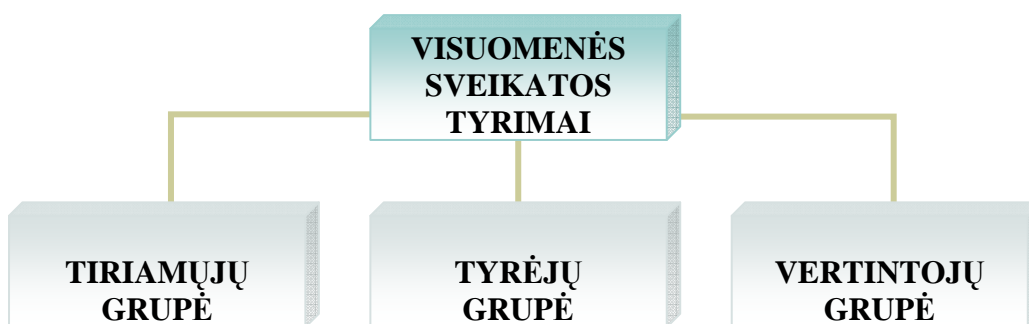 VISUOMENĖS
SVEIKATOS
TYRIMAI
TIRIAMŲJŲ
GRUPĖ
TYRĖJŲ
GRUPĖ
VERTINTOJŲ
GRUPĖ